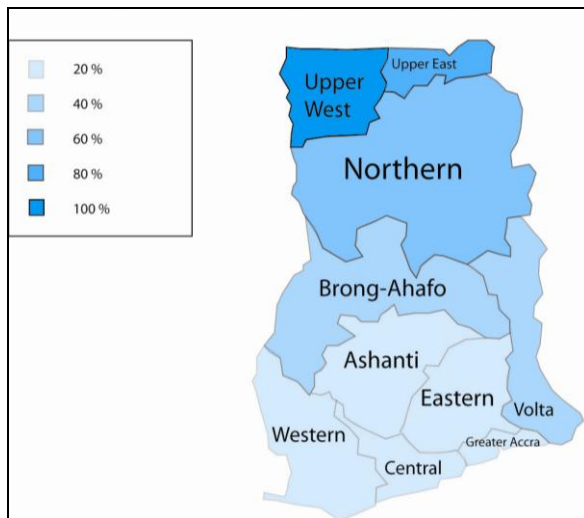 20 %
40 %
60 %
80 %
100 %
Upper East
Upper
West
Northern
Brong-Ahafo
Ashanti
Eastern
Volta
Western
Greater Accra
Central